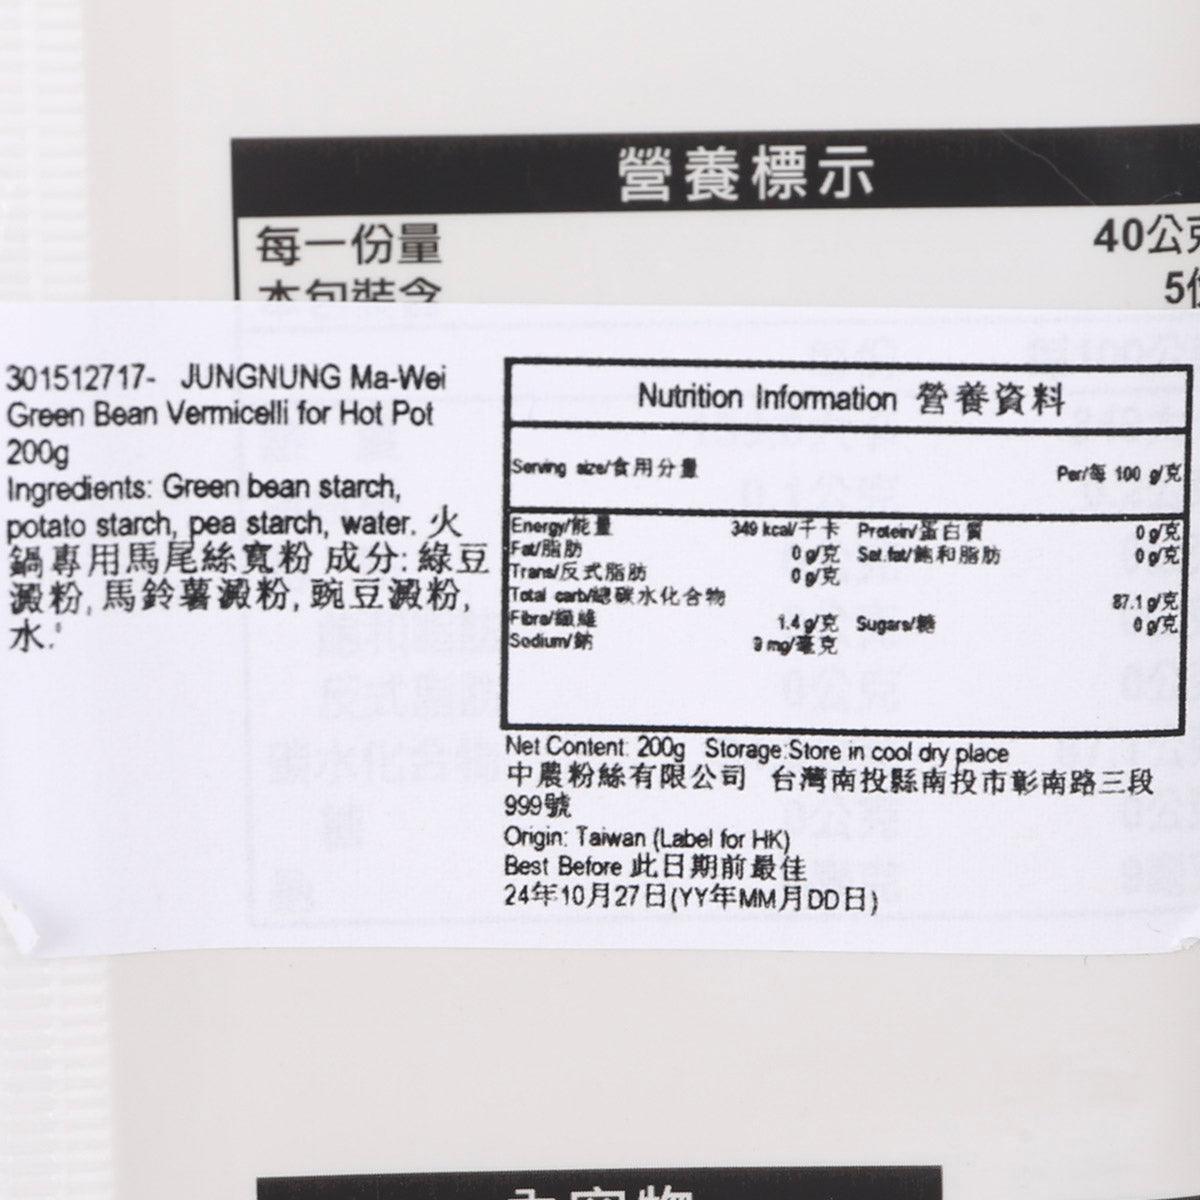 營養標示
每一份量 40公克
本包裝含 5份
301512717- JUNGNUNG Ma-Wei
Green Bean Vermicelli for Hot Pot
200g
Ingredients: Green bean starch,
potato starch, pea starch, water. 火
鍋專用馬尾絲寬粉 成分: 綠豆
澱粉, 馬鈴薯澱粉, 豌豆澱粉,
水.
Nutrition Information 營養資料
Serving size/食用分量 Per/每 100 g/克
Energy/能量 349 kcal/千卡 Protein/蛋白質 0 g/克
Fat/脂肪 0 g/克 Sat.fat/飽和脂肪 0 g/克
Trans/反式脂肪 0 g/克
Total carb/總碳水化合物 87.1 g/克
Fibre/纖維 1.4 g/克 Sugars/糖 0 g/克
Sodium/鈉 9 mg/毫克
Net Content: 200g Storage:Store in cool dry place
中農粉絲有限公司 台灣南投縣南投市彰南路三段
999號
Origin: Taiwan (Label for HK)
Best Before 此日期前最佳
24年10月27日(YY年MM月DD日)